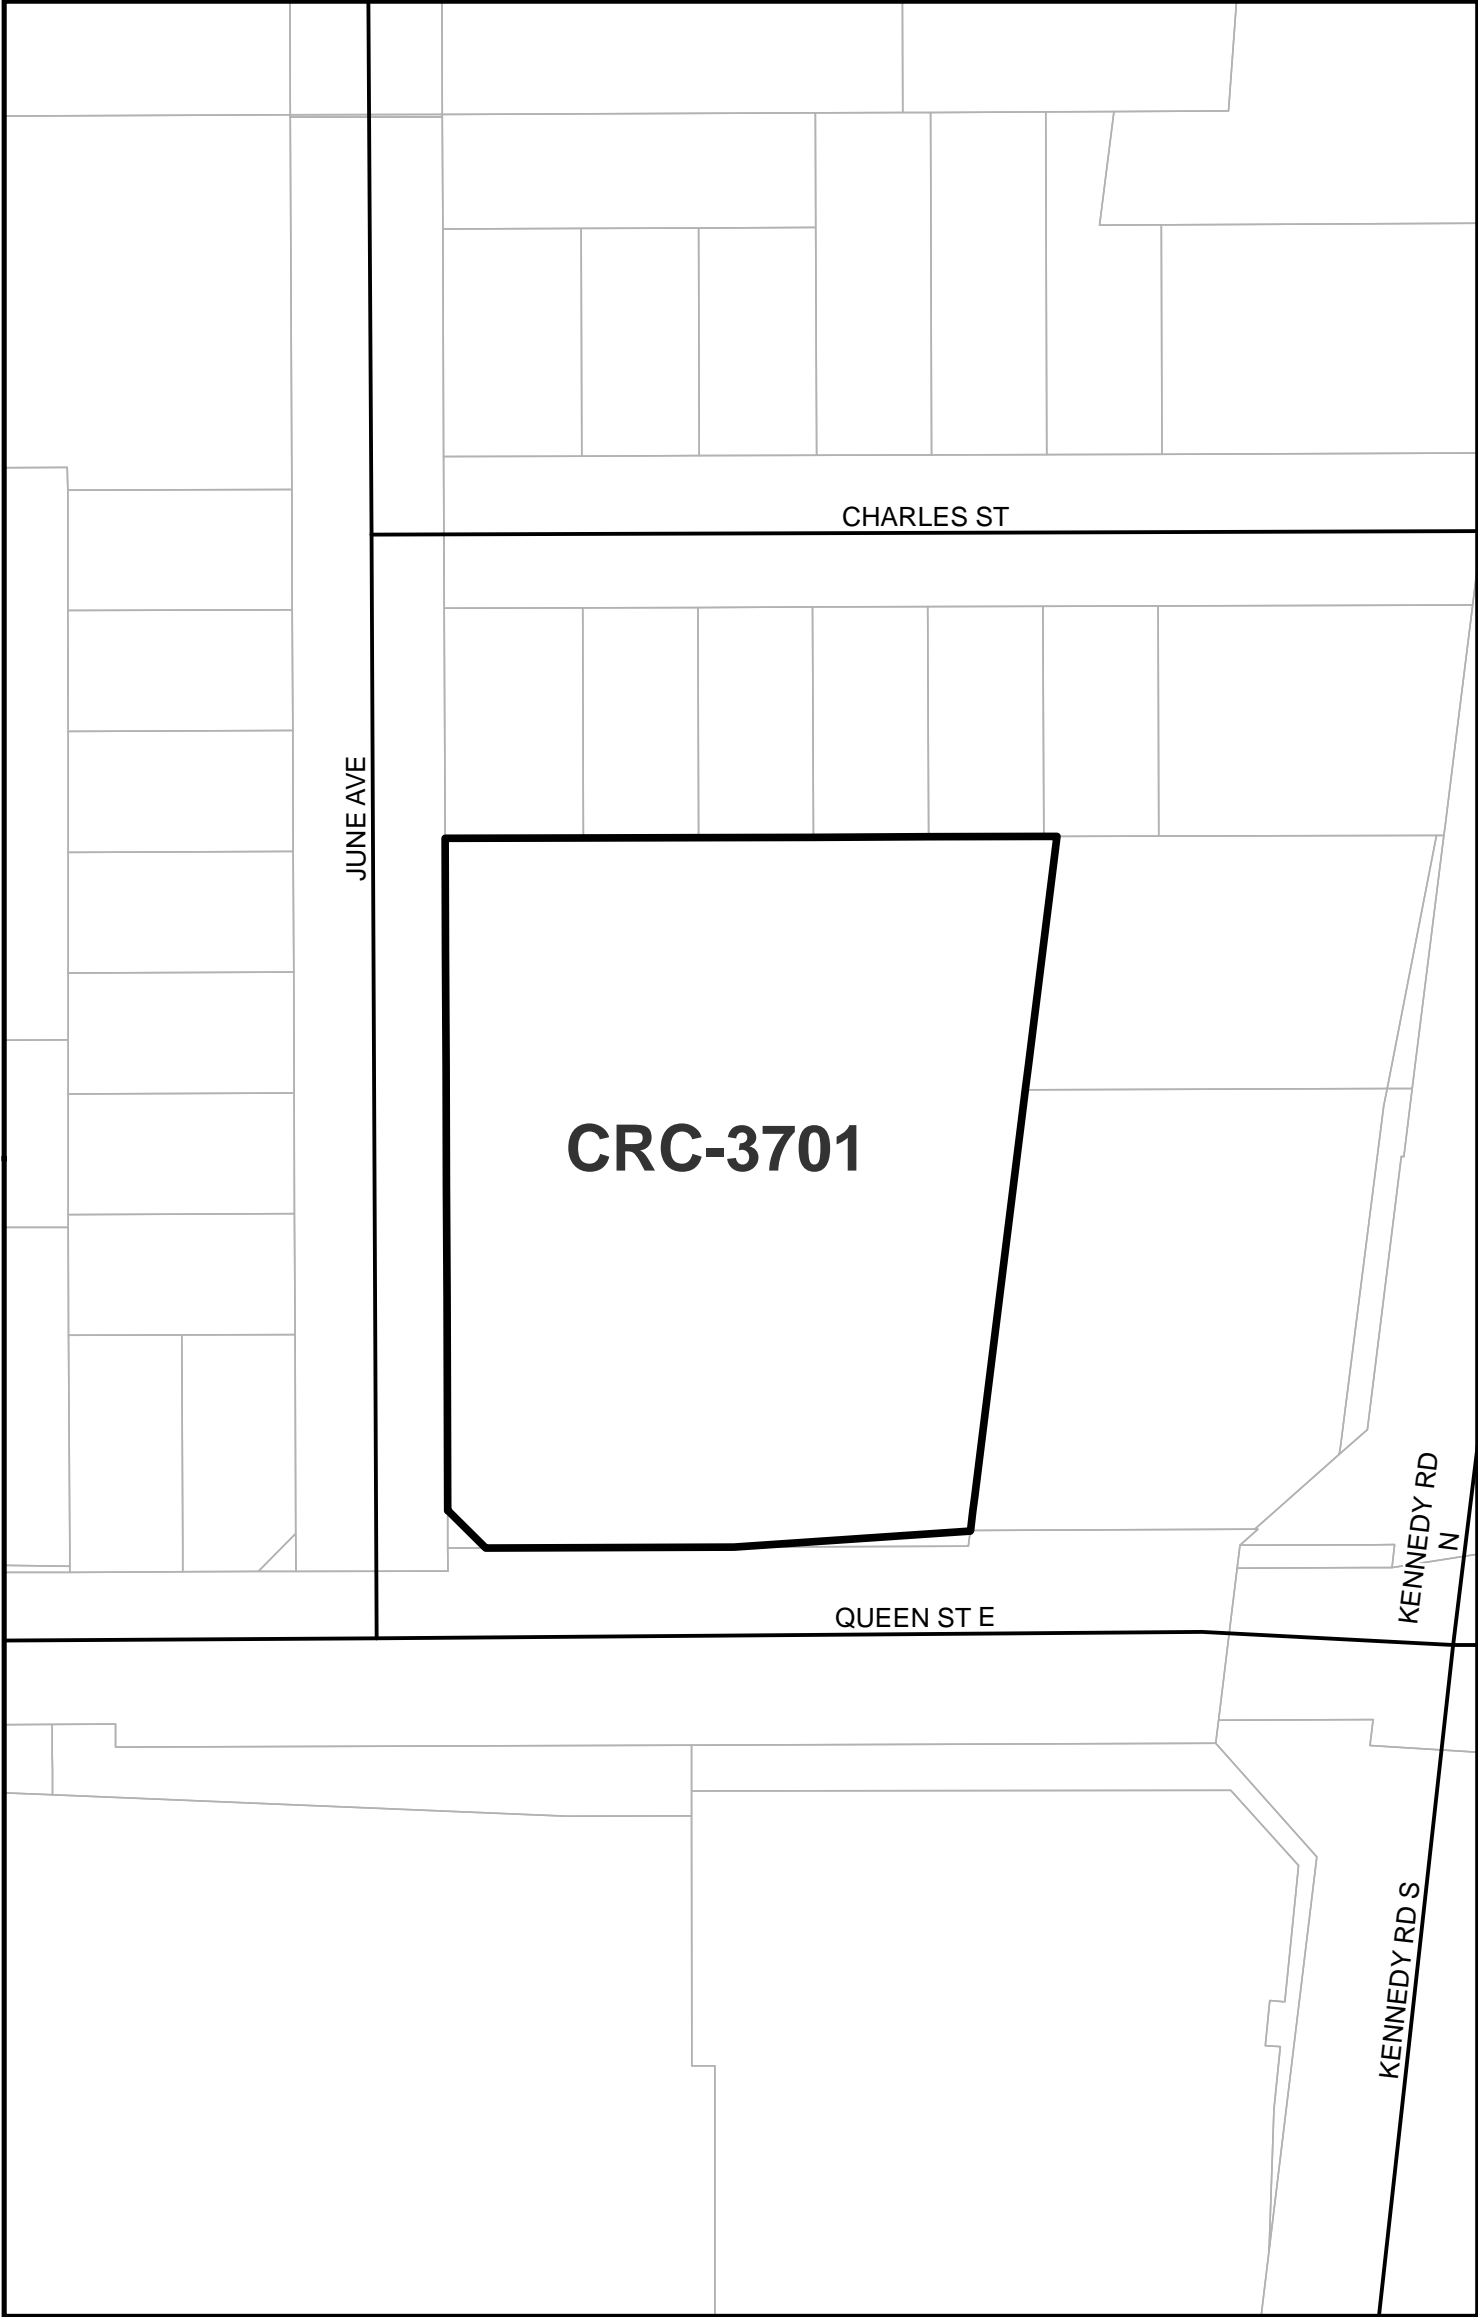 CHARLES ST
JUNE AVE
CRC-3701
KENNEDY RD
N
QUEEN ST E
KENNEDY RD S